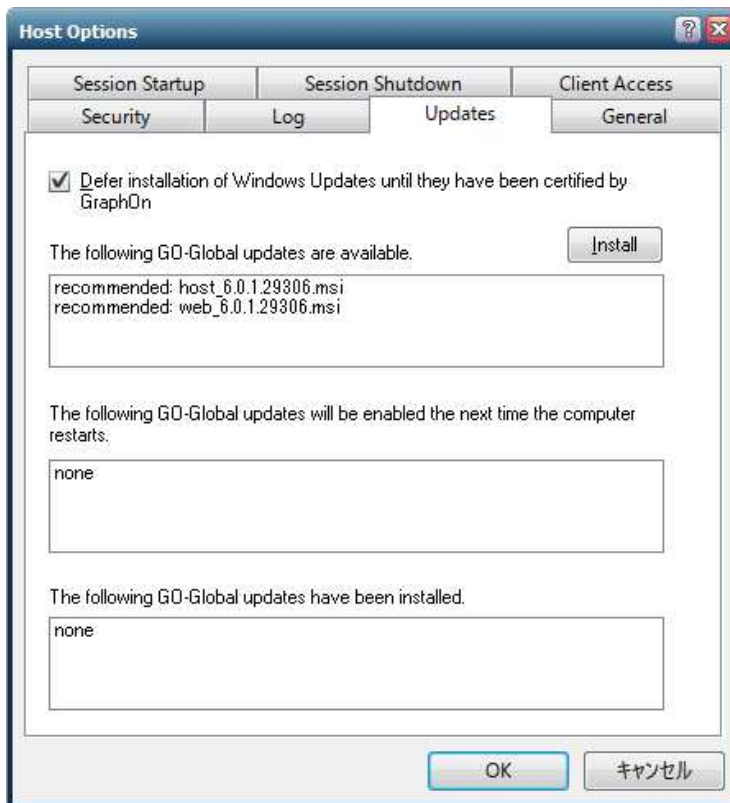 Host Options
Session Startup
Session Shutdown
Client Access
Security
Log
Updates
General
Defer installation of Windows Updates until they have been certified by
GraphOn
The following GO-Global updates are available.
Install
recommended: host_6.0.1.29306.msi
recommended: web_6.0.1.29306.msi
The following GO-Global updates will be enabled the next time the computer
restarts.
none
The following GO-Global updates have been installed.
none
OK
キャンセル